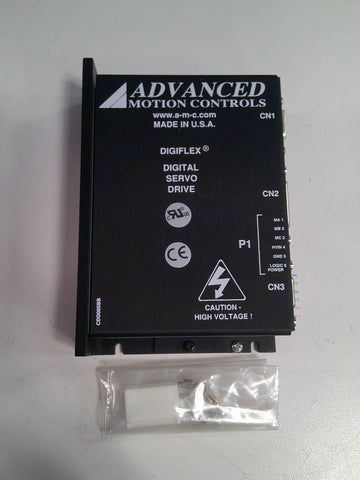 ADVANCED
MOTION CONTROLS
www.a-m-c.com
MADE IN U.S.A.
CN1
DIGIFLEX®
DIGITAL
SERVO
DRIVE
CN2
MA 1
MB 2
MC 3
P1
HVIN 4
GND 5
LOGIC 6
POWER
CN3
CE
CAUTION -
HIGH VOLTAGE !